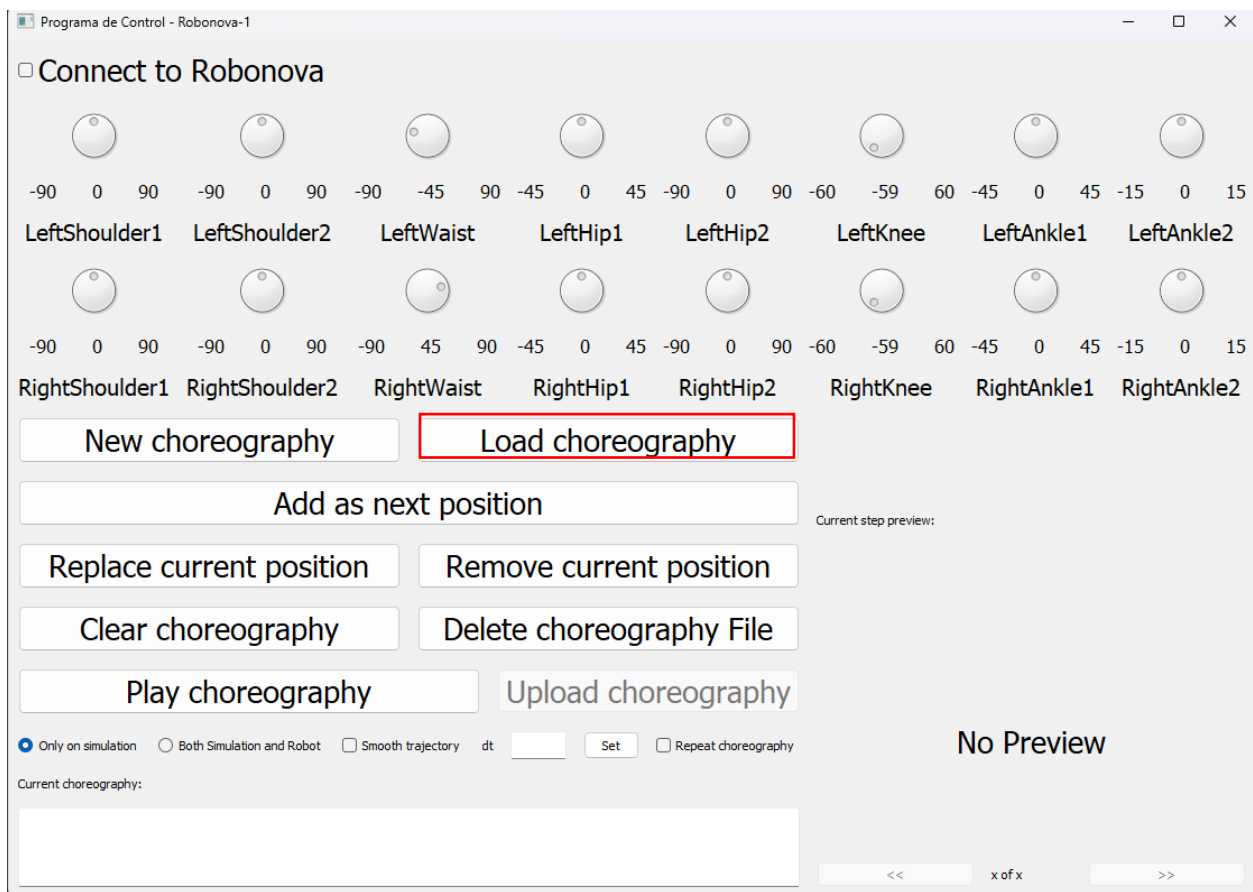 Programa de Control - Robonova-1
Connect to Robonova
-90 0 90 -90 0 90 -90 -45 90 -45 0 45 -90 0 90 -60 -59 60 -45 0 45 -15 0 15
LeftShoulder1 LeftShoulder2 LeftWaist LeftHip1 LeftHip2 LeftKnee LeftAnkle1 LeftAnkle2
-90 0 90 -90 0 90 -90 45 90 -45 0 45 -90 0 90 -60 -59 60 -45 0 45 -15 0 15
RightShoulder1 RightShoulder2 RightWaist RightHip1 RightHip2 RightKnee RightAnkle1 RightAnkle2
New choreography Load choreography
Add as next position
Current step preview:
Replace current position Remove current position
Clear choreography Delete choreography File
Play choreography Upload choreography
Only on simulation Both Simulation and Robot Smooth trajectory dt Set Repeat choreography
No Preview
Current choreography:
<< x of x >>